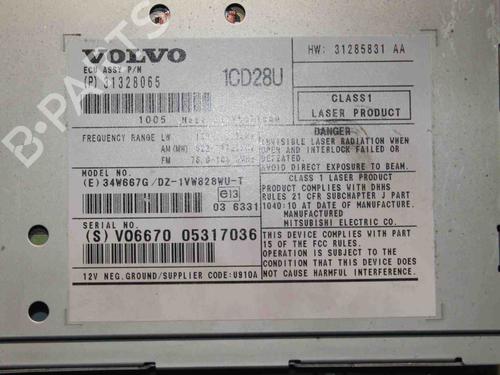 VOLVO
HW: 31285831 AA
ECU ASSY P/N
(P) 31328065
1CD28U
CLASS1
LASER PRODUCT
1005
DANGER
FREQUENCY RANGE LW
INVISIBLE LASER RADIATION WHEN
OPEN AND INTERLOCK FAILED OR
DEFEATED.
AVOID DIRECT EXPOSURE TO BEAM.
AM(MW)
FM
MODEL NO.
(E) 34W667G/DZ-1VW828WU-T
e13
03 6331
CLASS 1 LASER PRODUCT
PRODUCT COMPLIES WITH DHHS
RULES 21 CFR SUBCHAPTER J PART
1040:10 AT DATE OF MANUFACTURE.
MANUFACTURED:
MITSUBISHI ELECTRIC CO.
SERIAL NO.
(S) VO6670 05317036
THIS DEVICE COMPLIES WITH PART
15 OF THE FCC RULES.
OPERATION IS SUBJECT TO THE
CONDITION THAT THIS DEVICE DOES
NOT CAUSE HARMFUL INTERFERENCE.
12V NEG.GROUND/SUPPLIER CODE:U910A
B-PARTS